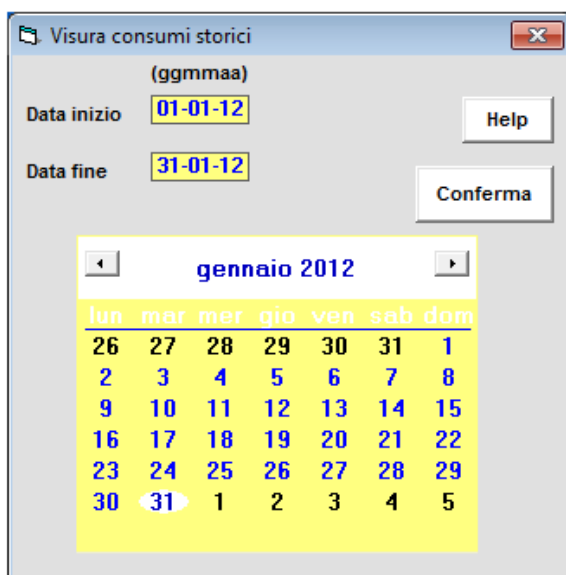 Visura consumi storici
(ggmmaa)
Data inizio 01-01-12
Help
Data fine 31-01-12
Conferma
gennaio 2012
lun mar mer gio ven sab dom
26 27 28 29 30 31 1
2 3 4 5 6 7 8
9 10 11 12 13 14 15
16 17 18 19 20 21 22
23 24 25 26 27 28 29
30 31 1 2 3 4 5